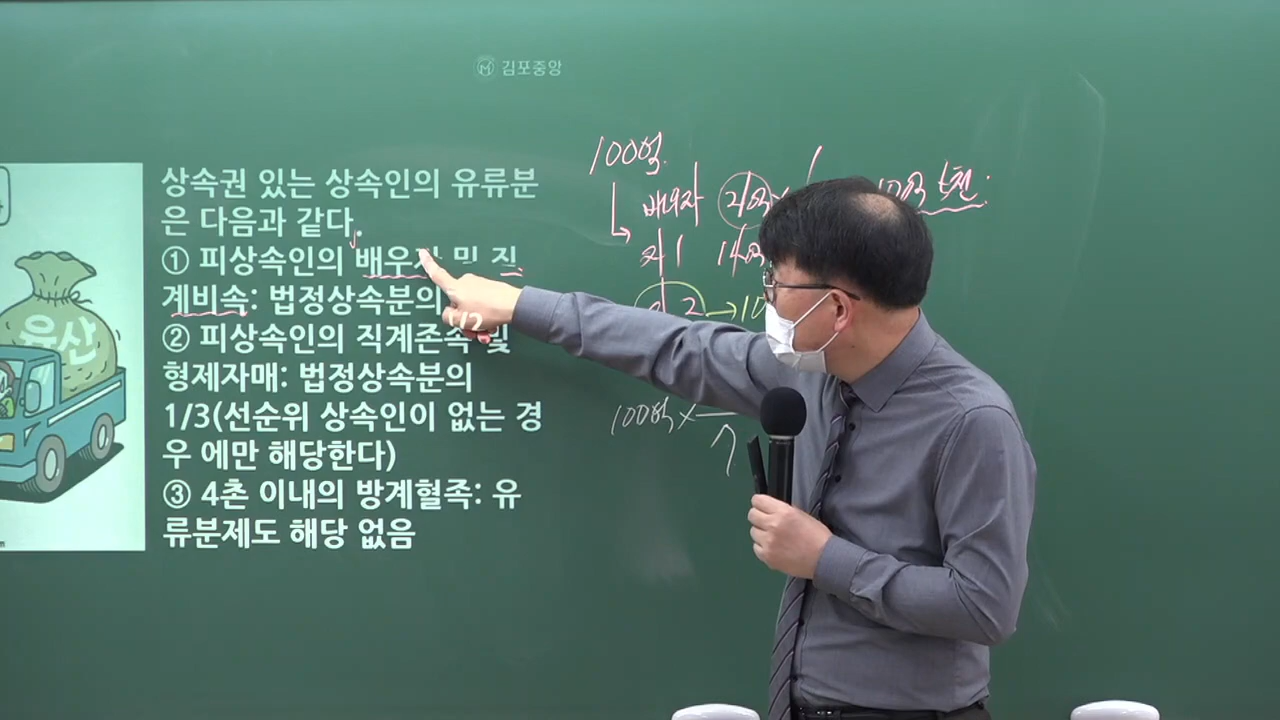 김포중앙
상속권 있는 상속인의 유류분
은 다음과 같다.
① 피상속인의 배우자 및 직
계비속: 법정상속분의 1/2
② 피상속인의 직계존속 및
형제자매: 법정상속분의
1/3(선순위 상속인이 없는 경
우 에만 해당한다)
③ 4촌 이내의 방계혈족: 유
류분제도 해당 없음
유산
100억
배우자
자 1
2 → 10
100억 ×
7